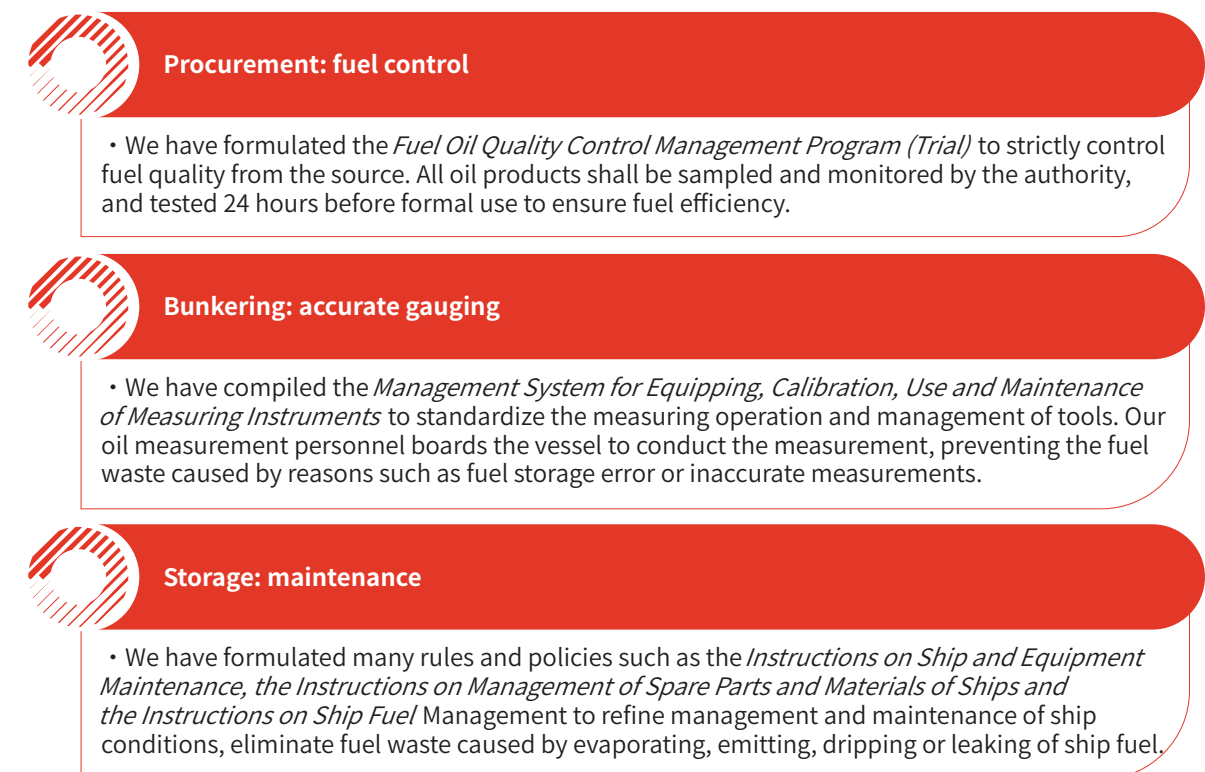 Procurement: fuel control
・We have formulated the Fuel Oil Quality Control Management Program (Trial) to strictly control
fuel quality from the source. All oil products shall be sampled and monitored by the authority,
and tested 24 hours before formal use to ensure fuel efficiency.
Bunkering: accurate gauging
・We have compiled the Management System for Equipping, Calibration, Use and Maintenance
of Measuring Instruments to standardize the measuring operation and management of tools. Our
oil measurement personnel boards the vessel to conduct the measurement, preventing the fuel
waste caused by reasons such as fuel storage error or inaccurate measurements.
Storage: maintenance
・We have formulated many rules and policies such as the Instructions on Ship and Equipment
Maintenance, the Instructions on Management of Spare Parts and Materials of Ships and
the Instructions on Ship Fuel Management to refine management and maintenance of ship
conditions, eliminate fuel waste caused by evaporating, emitting, dripping or leaking of ship fuel.